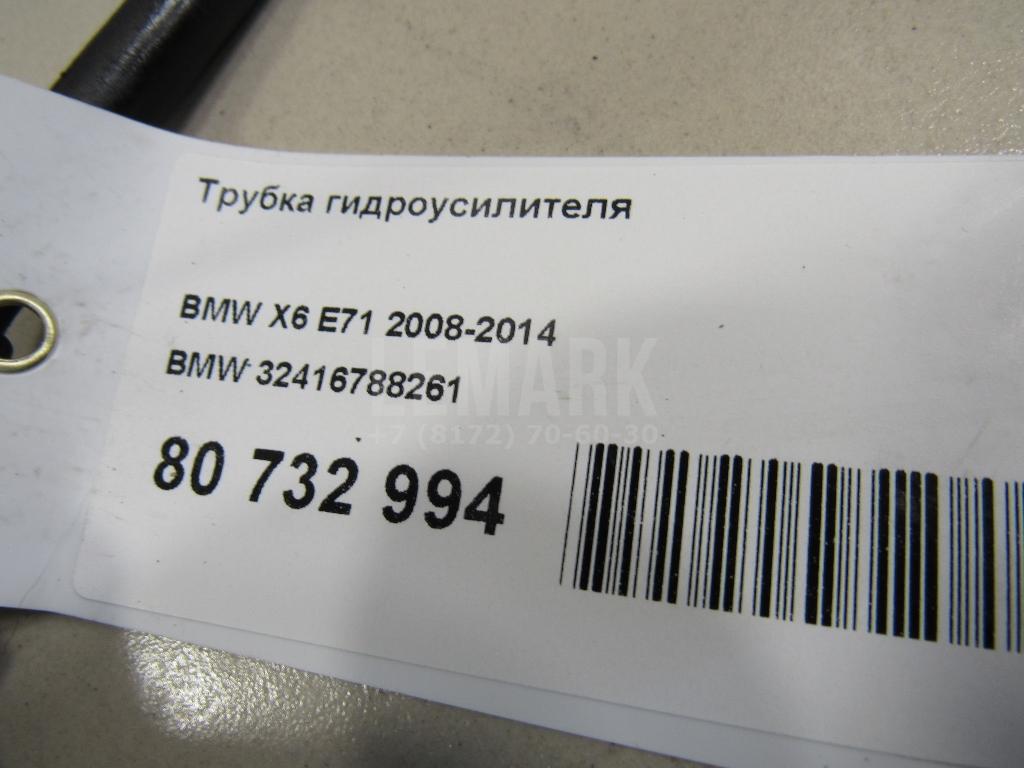 Трубка гидроусилителя
BMW X6 E71 2008-2014
BMW 32416788261
LEMARK
+7 (8172) 70-60-30
80 732 994